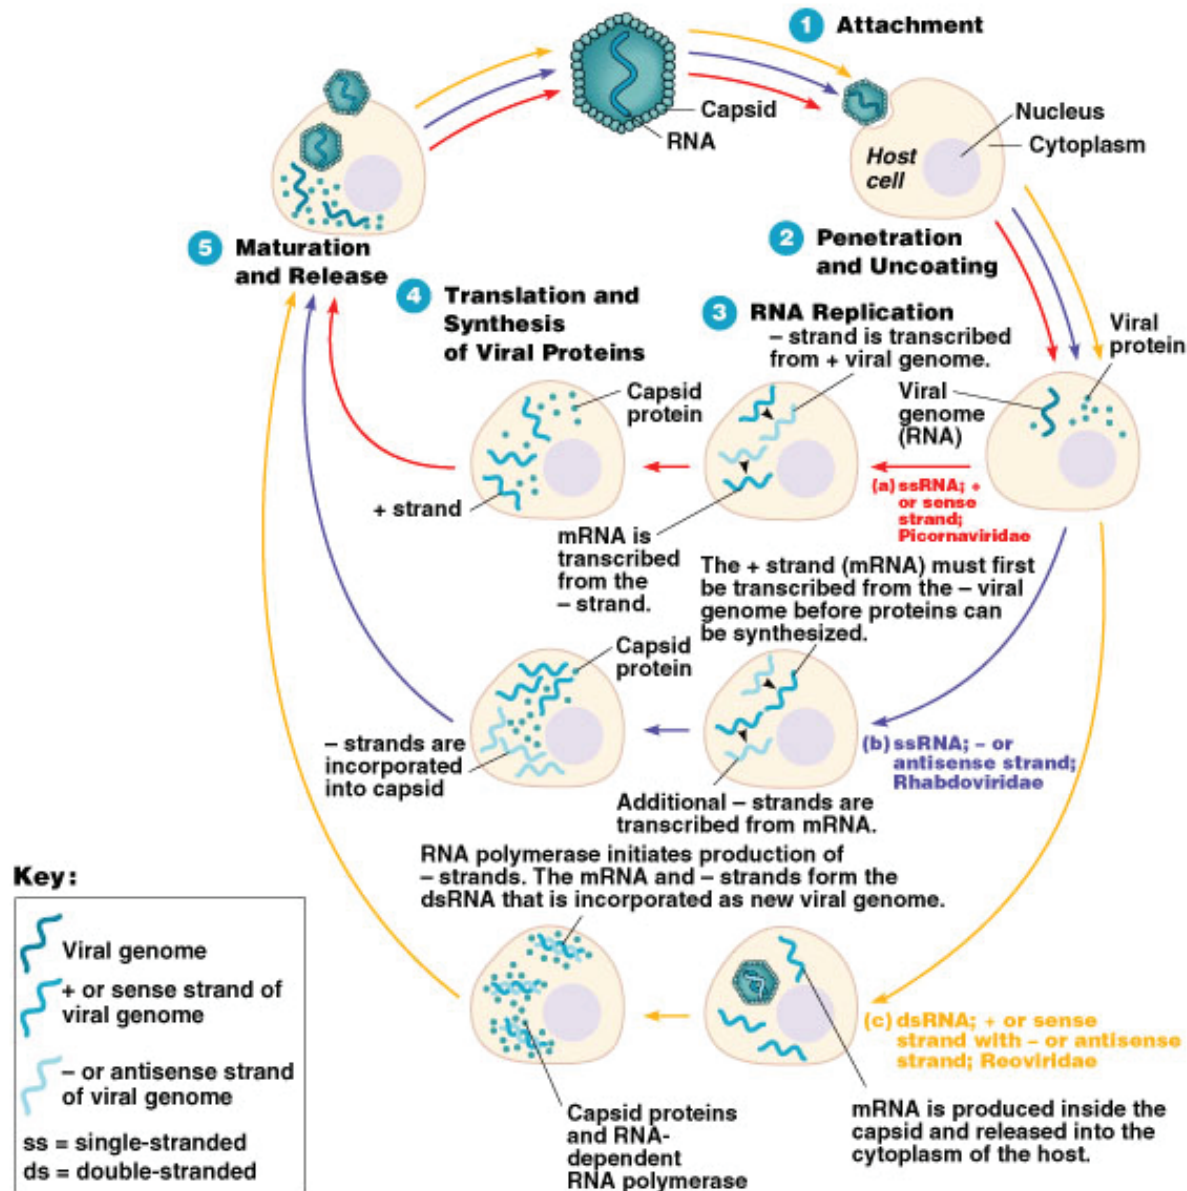 1 Attachment
Capsid
RNA
Nucleus
Cytoplasm
Host
cell
2 Penetration
and Uncoating
5 Maturation
and Release
4 Translation and
Synthesis
of Viral Proteins
3 RNA Replication
– strand is transcribed
from + viral genome.
Viral
protein
Viral
genome
(RNA)
Capsid
protein
+ strand
mRNA is
transcribed
from the
– strand.
(a) ssRNA; +
or sense
strand;
Picornaviridae
The + strand (mRNA) must first
be transcribed from the – viral
genome before proteins can
be synthesized.
Capsid
protein
– strands are
incorporated
into capsid
Additional – strands are
transcribed from mRNA.
(b) ssRNA; – or
antisense strand;
Rhabdoviridae
RNA polymerase initiates production of
– strands. The mRNA and – strands form the
dsRNA that is incorporated as new viral genome.
(c) dsRNA; + or sense
strand with – or antisense
strand; Reoviridae
Capsid proteins
and RNA-
dependent
RNA polymerase
mRNA is produced inside the
capsid and released into the
cytoplasm of the host.
Key:
Viral genome
+ or sense strand of
viral genome
– or antisense strand
of viral genome
ss = single-stranded
ds = double-stranded